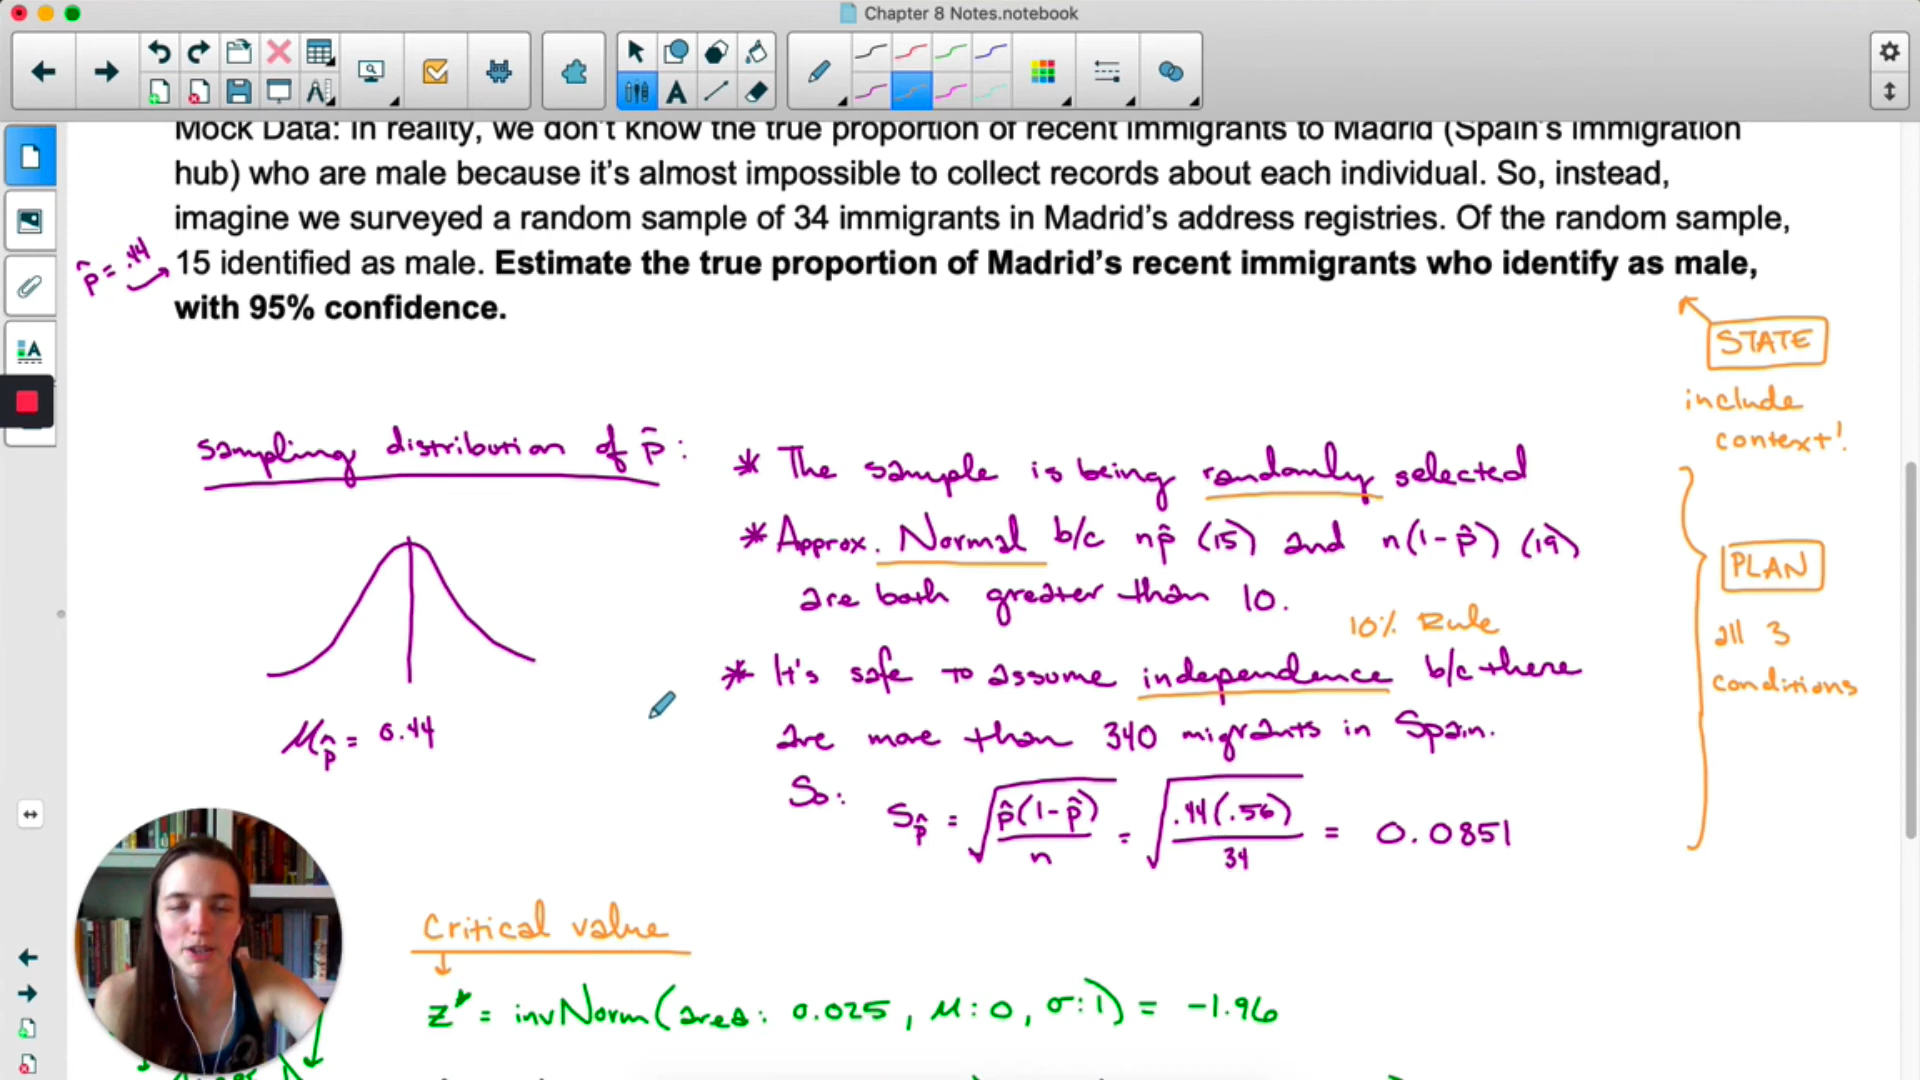 Chapter 8 Notes.notebook
Mock Data: In reality, we don't know the true proportion of recent immigrants to Madrid (Spain's immigration
hub) who are male because it's almost impossible to collect records about each individual. So, instead,
imagine we surveyed a random sample of 34 immigrants in Madrid's address registries. Of the random sample,
p̂ = .44
15 identified as male. Estimate the true proportion of Madrid's recent immigrants who identify as male,
with 95% confidence.
STATE
include
context!
sampling distribution of p̂ :
* The sample is being randomly selected
* Approx. Normal b/c np̂ (15) and n(1-p̂) (19)
are both greater than 10.
PLAN
all 3
conditions
10% Rule
* It's safe to assume independence b/c there
are more than 340 migrants in Spain.
μp̂ = 0.44
So: Sp̂ = √(p̂(1-p̂)/n) = √(.44(.56)/34) = 0.0851
Critical value
z* = invNorm(area: 0.025, μ:0, σ:1) = -1.96